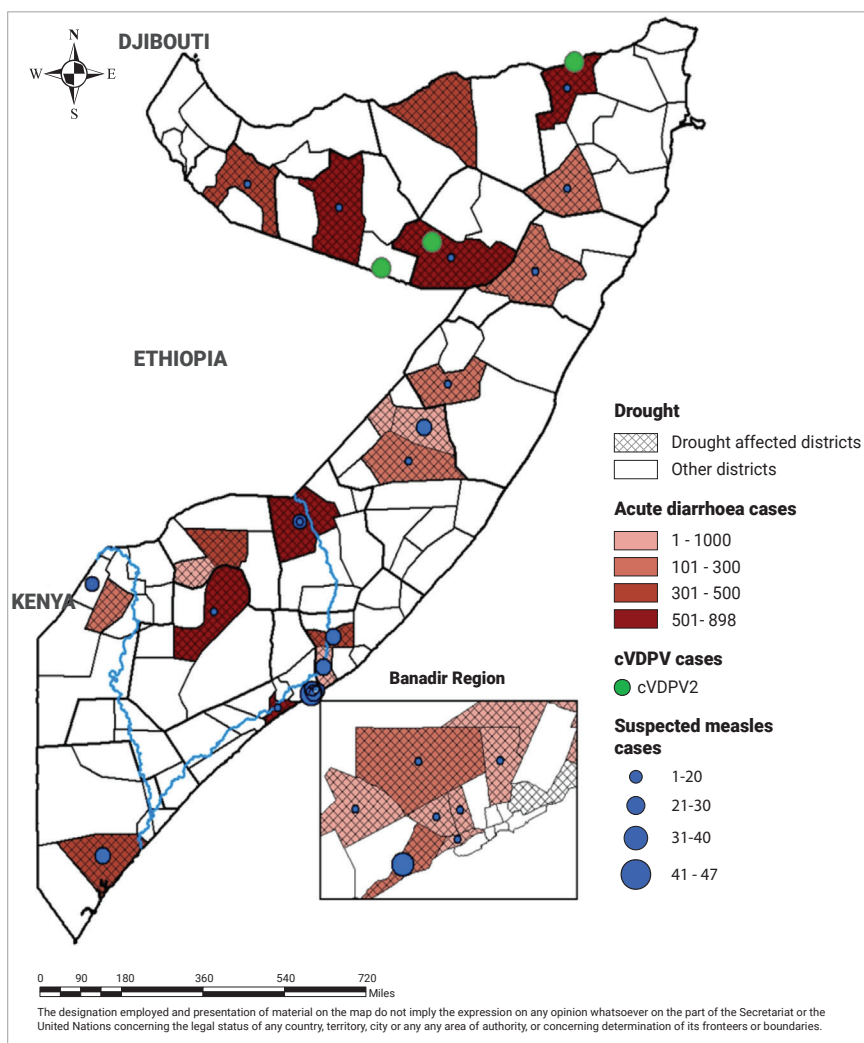 N
W E
S
DJIBOUTI
ETHIOPIA
KENYA
Drought
Drought affected districts
Other districts
Acute diarrhoea cases
1 - 1000
101 - 300
301 - 500
501- 898
cVDPV cases
cVDPV2
Suspected measles
cases
1-20
21-30
31-40
41 - 47
Banadir Region
0 90 180 360 540 720
Miles
The designation employed and presentation of material on the map do not imply the expression on any opinion whatsoever on the part of the Secretariat or the
United Nations concerning the legal status of any country, territory, city or any any area of authority, or concerning determination of its fronteers or boundaries.